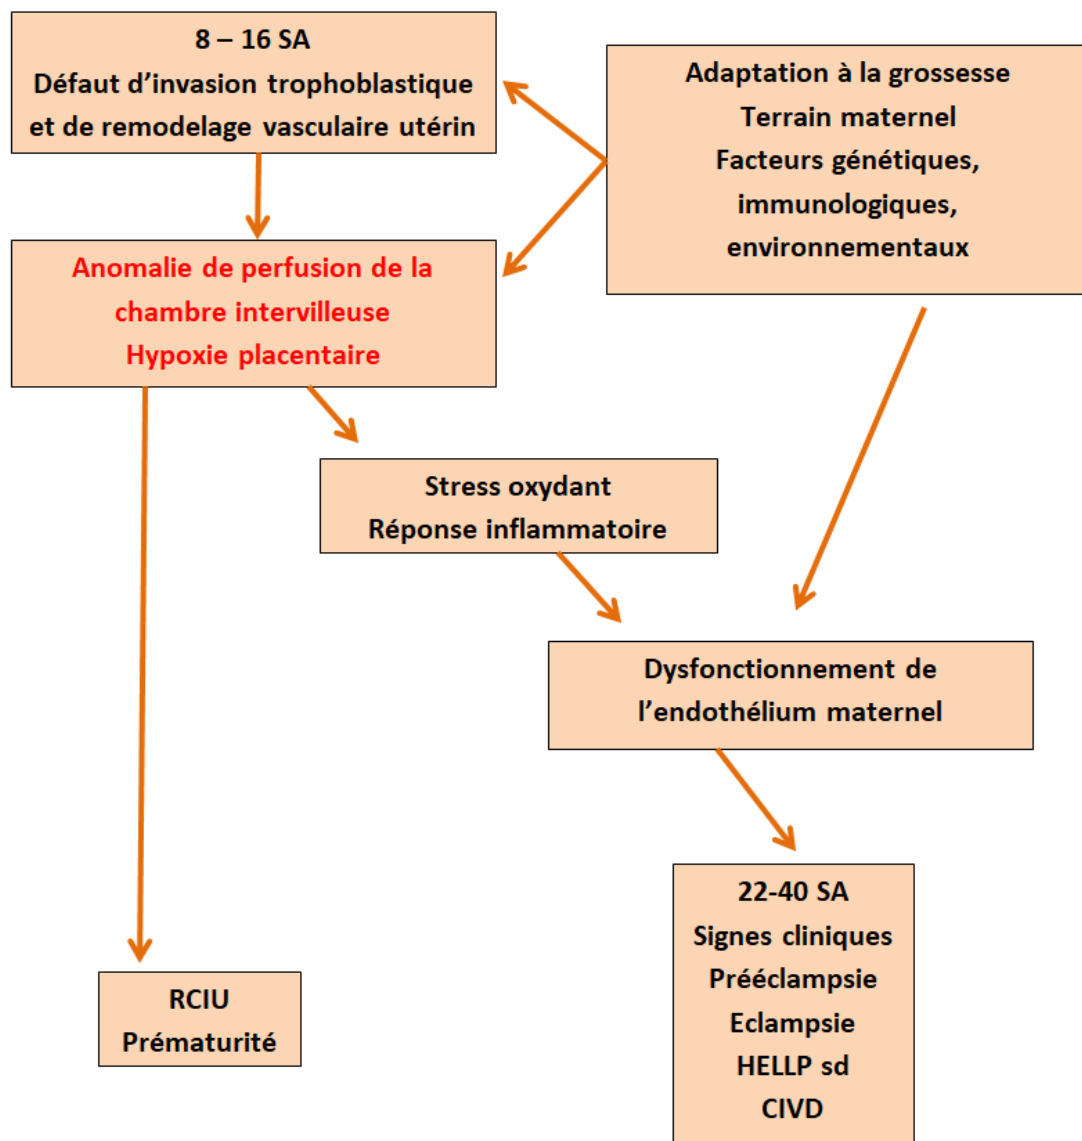 8 – 16 SA
Défaut d’invasion trophoblastique
et de remodelage vasculaire utérin
Adaptation à la grossesse
Terrain maternel
Facteurs génétiques,
immunologiques,
environnementaux
Anomalie de perfusion de la
chambre intervilleuse
Hypoxie placentaire
Stress oxydant
Réponse inflammatoire
Dysfonctionnement de
l’endothélium maternel
22-40 SA
Signes cliniques
Prééclampsie
Eclampsie
HELLP sd
CIVD
RCIU
Prématurité